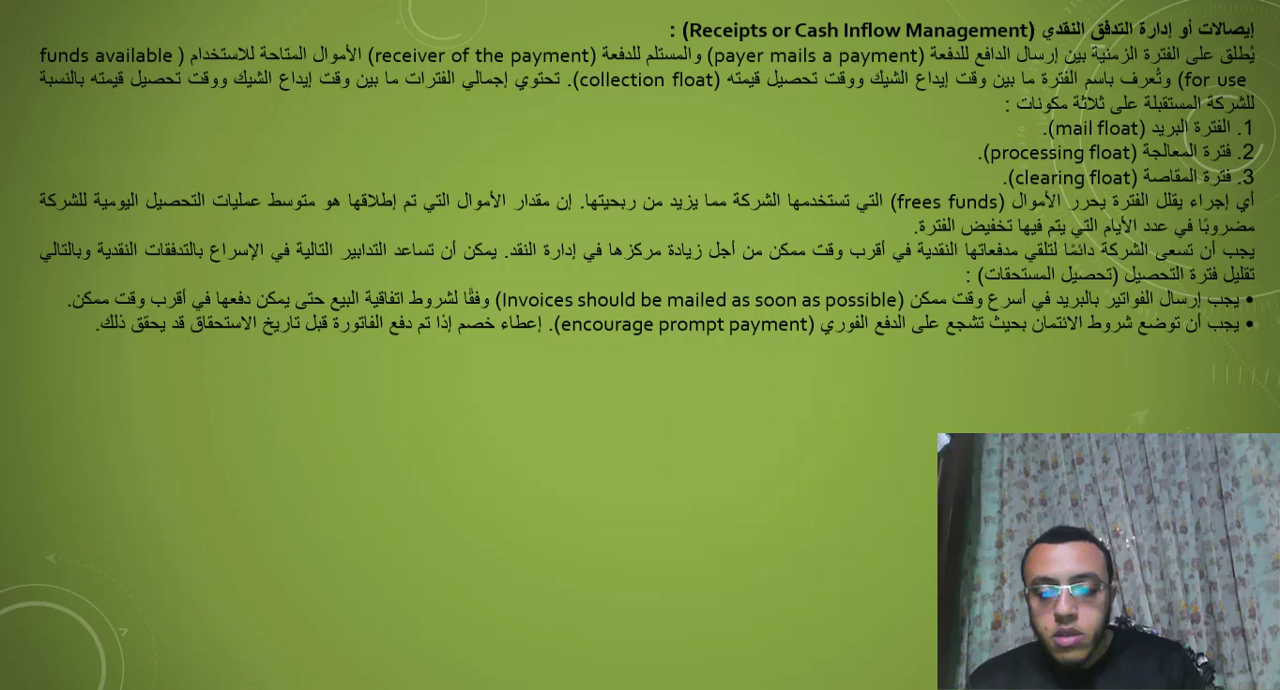 إيصالات أو إدارة التدفق النقدي (Receipts or Cash Inflow Management) :
يُطلق على الفترة الزمنية بين إرسال الدافع للدفعة (payer mails a payment) والمستلم للدفعة (receiver of the payment) الأموال المتاحة للاستخدام (funds available
for use) وتُعرف باسم الفترة ما بين وقت إيداع الشيك ووقت تحصيل قيمته (collection float). تحتوي إجمالي الفترات ما بين وقت إيداع الشيك ووقت تحصيل قيمته بالنسبة
للشركة المستقبلة على ثلاثة مكونات :
1. الفترة البريد (mail float).
2. فترة المعالجة (processing float).
3. فترة المقاصة (clearing float).
أي إجراء يقلل الفترة يحرر الأموال (frees funds) التي تستخدمها الشركة مما يزيد من ربحيتها. إن مقدار الأموال التي تم إطلاقها هو متوسط عمليات التحصيل اليومية للشركة
مضروبًا في عدد الأيام التي يتم فيها تخفيض الفترة.
يجب أن تسعى الشركة دائمًا لتلقي مدفعاتها النقدية في أقرب وقت ممكن من أجل زيادة مركزها في إدارة النقد. يمكن أن تساعد التدابير التالية في الإسراع بالتدفقات النقدية وبالتالي
تقليل فترة التحصيل (تحصيل المستحقات) :
• يجب إرسال الفواتير بالبريد في أسرع وقت ممكن (Invoices should be mailed as soon as possible) وفقًا لشروط اتفاقية البيع حتى يمكن دفعها في أقرب وقت ممكن.
• يجب أن توضع شروط الائتمان بحيث تشجع على الدفع الفوري (encourage prompt payment). إعطاء خصم إذا تم دفع الفاتورة قبل تاريخ الاستحقاق قد يحقق ذلك.